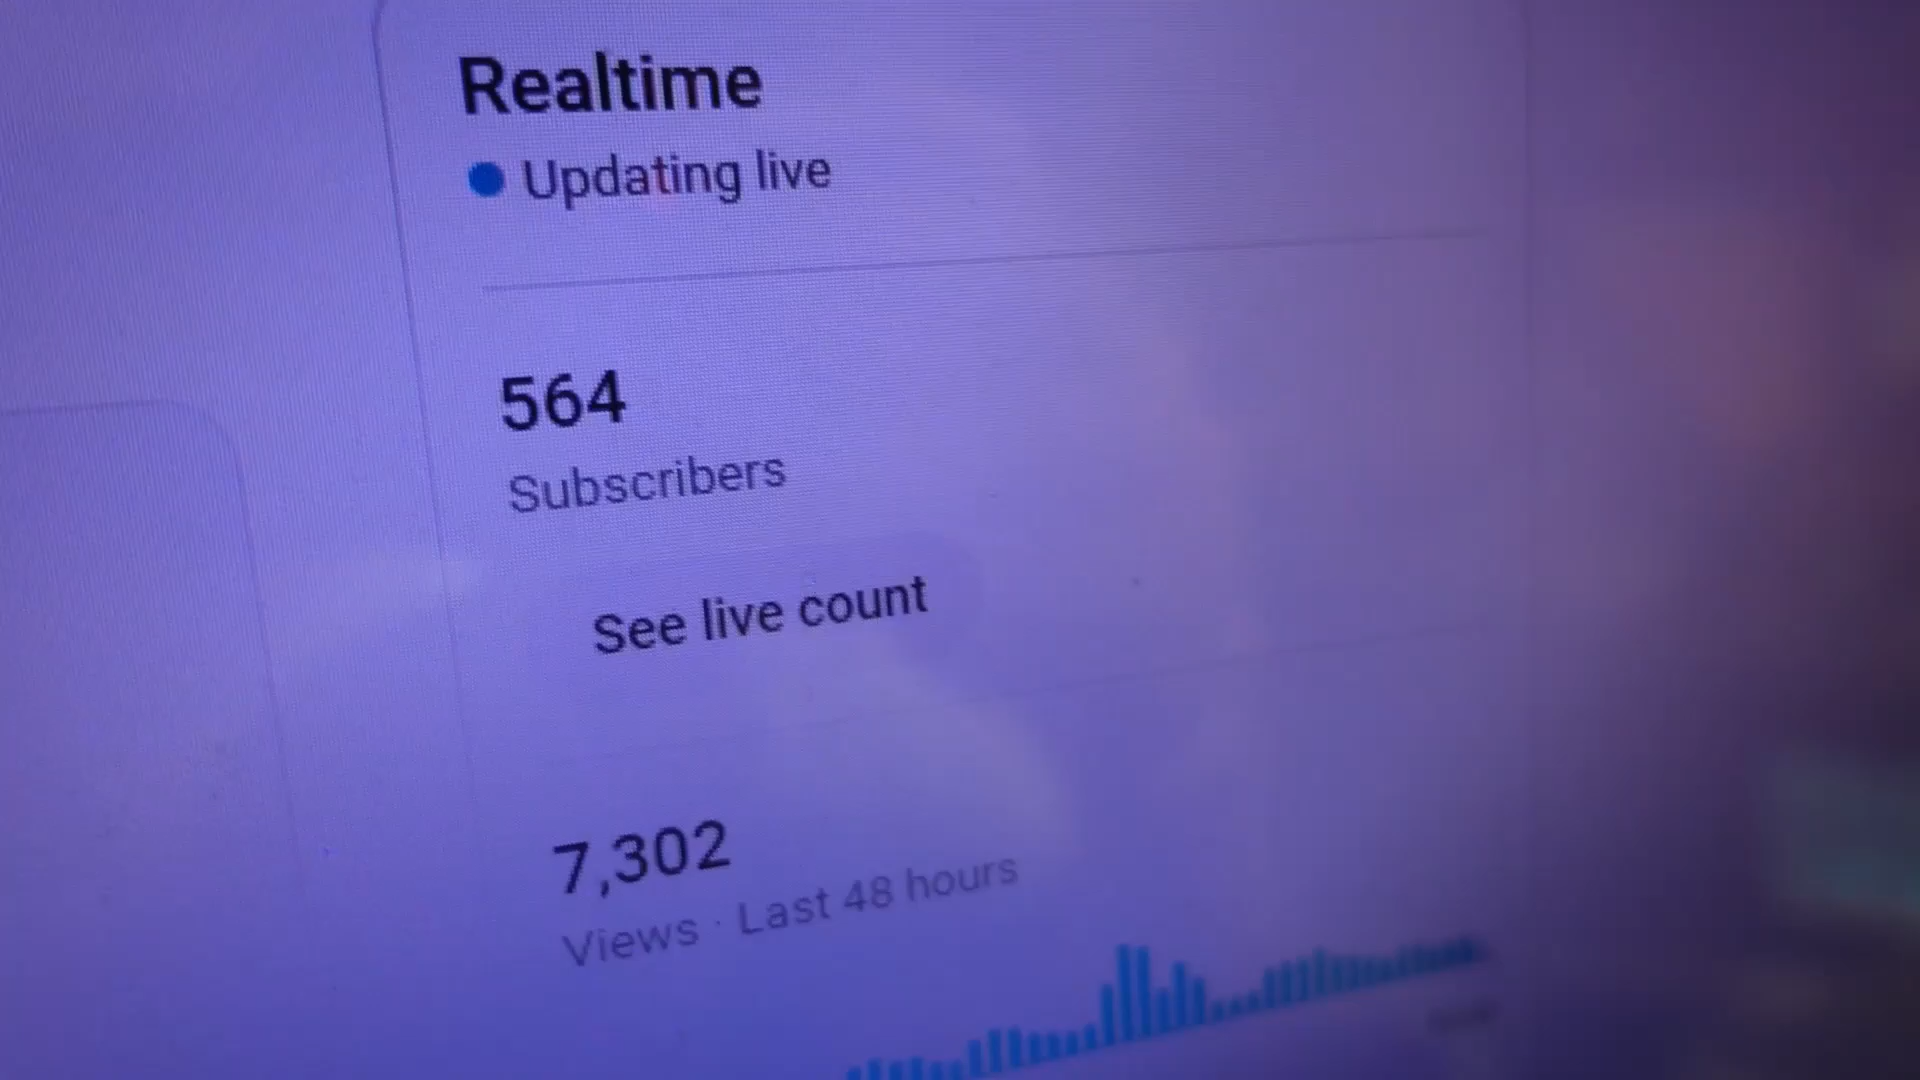 Realtime
Updating live
564
Subscribers
See live count
7,302
Views · Last 48 hours